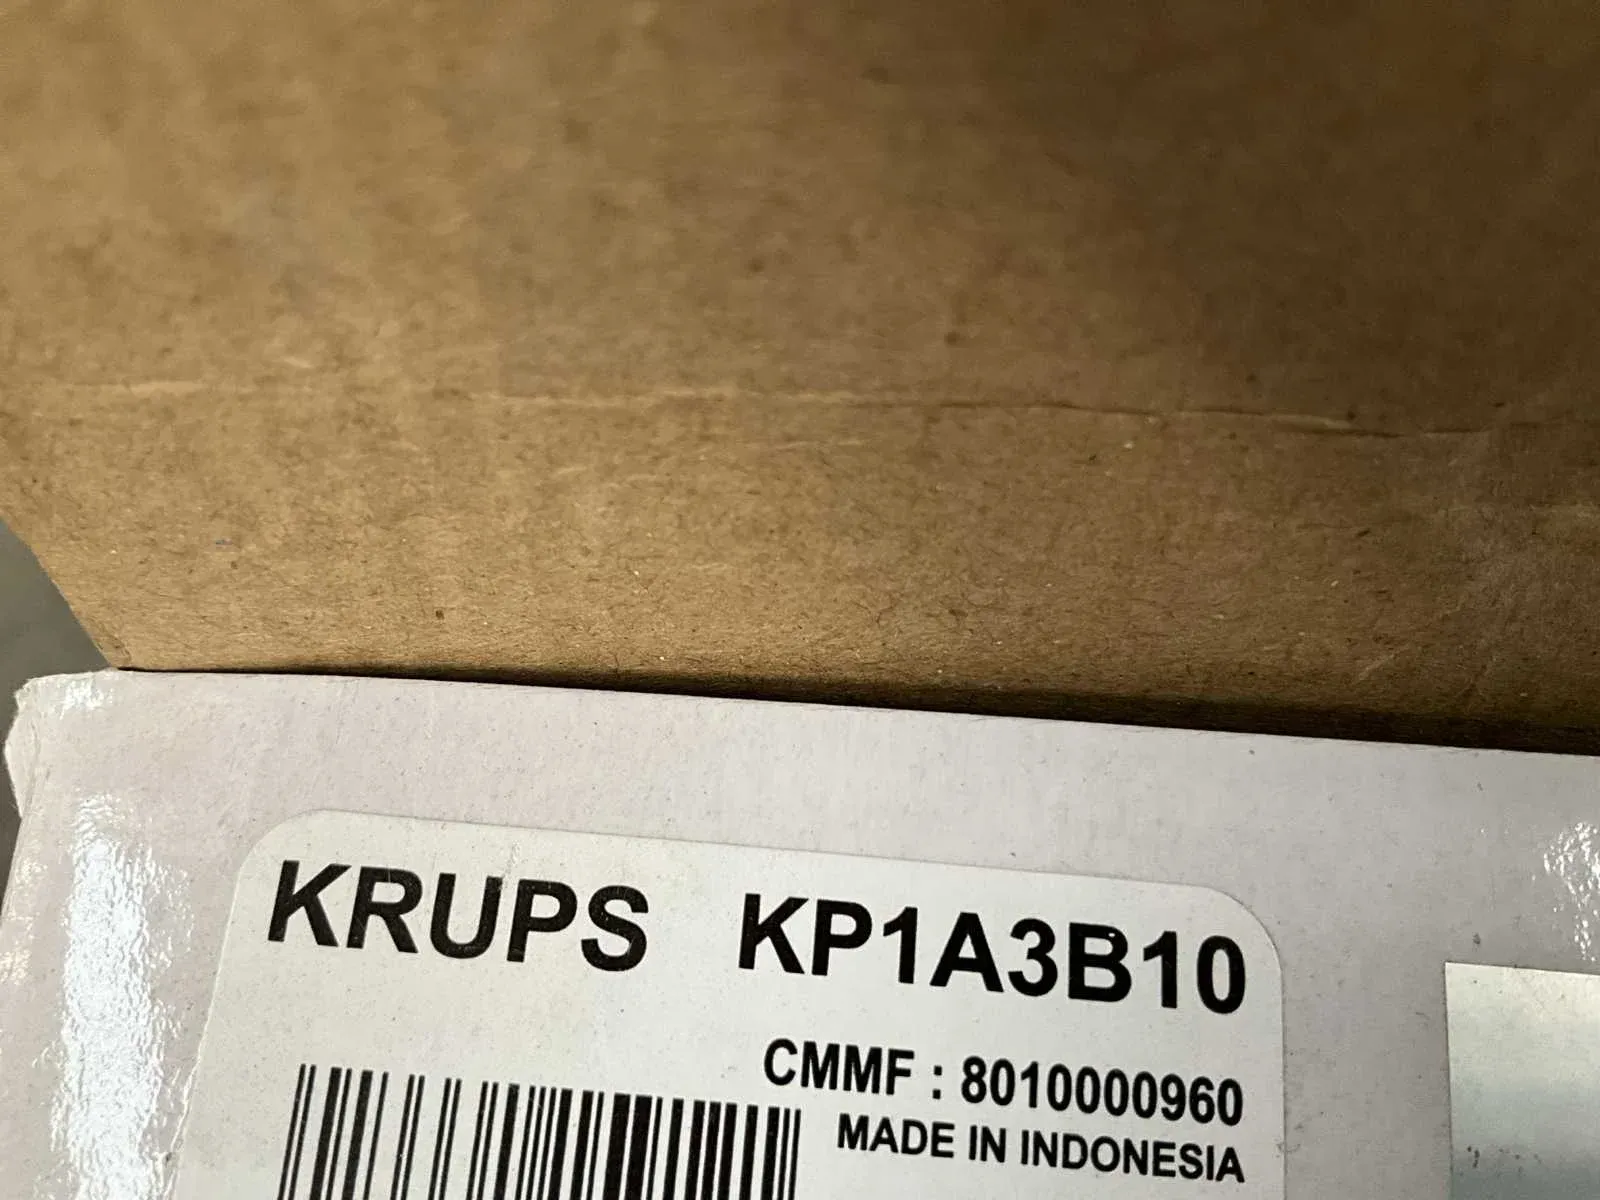 KRUPS KP1A3B10
CMMF : 8010000960
MADE IN INDONESIA